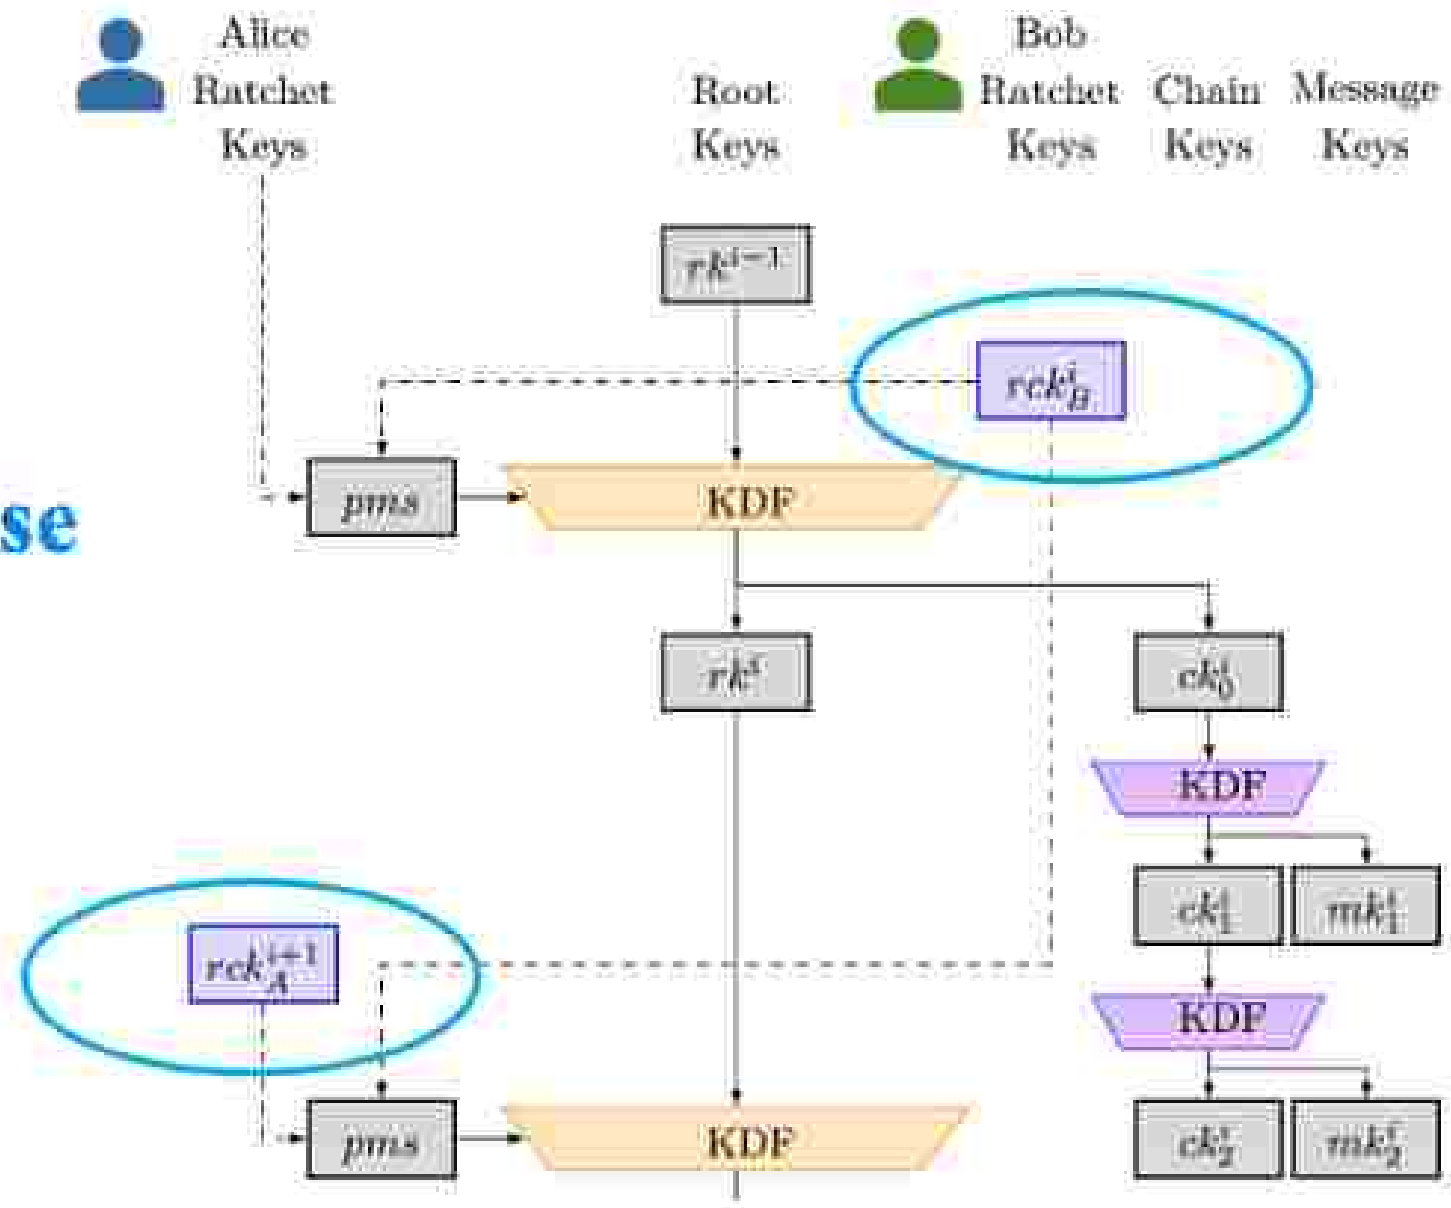 Alice
Ratchet
Keys
Root
Keys
Bob
Ratchet
Keys
Chain
Keys
Message
Keys
rk^{i-1}
rck_B^i
pms
KDF
se
rk^i
ck_0^i
KDF
ck_1^i
mk_1^i
rck_A^{i+1}
KDF
pms
KDF
ck_2^i
mk_2^i